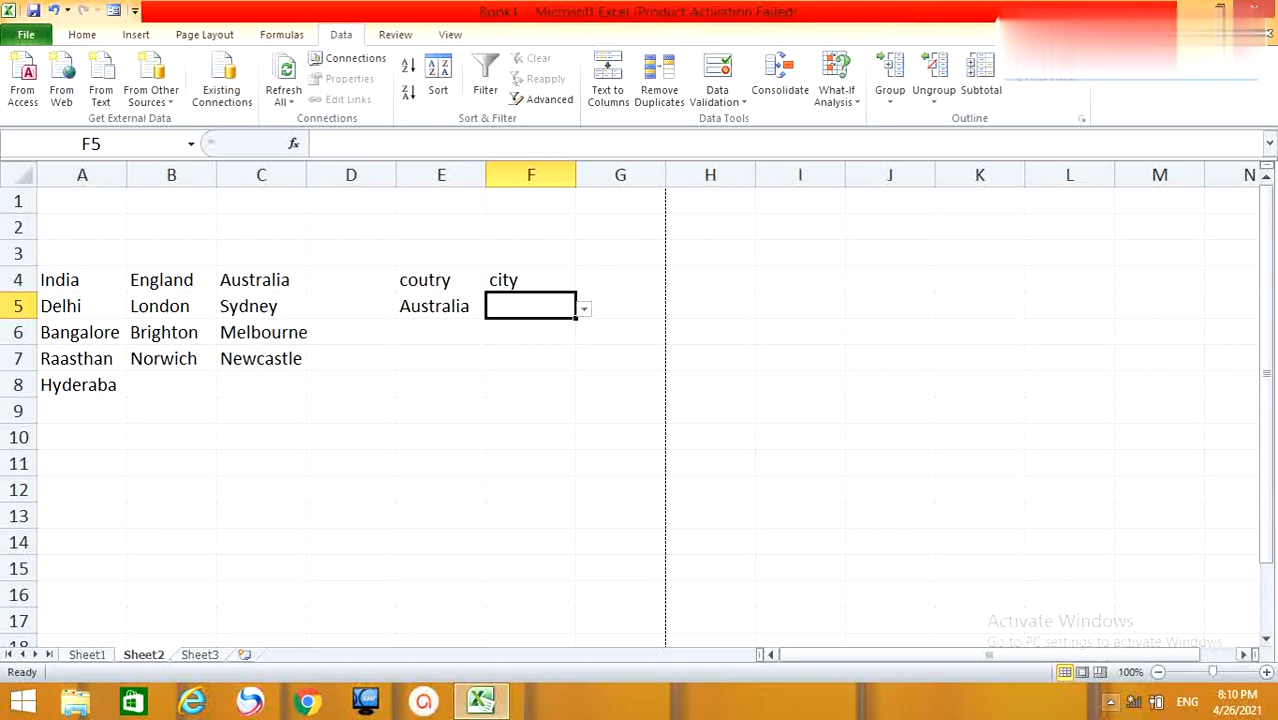 Book1 - Microsoft Excel (Product Activation Failed)
File Home Insert Page Layout Formulas Data Review View
From Access
From Web
From Text
From Other Sources
Existing Connections
Refresh All
Connections
Properties
Edit Links
Sort
Filter
Clear
Reapply
Advanced
Text to Columns
Remove Duplicates
Data Validation
Consolidate
What-If Analysis
Group
Ungroup
Subtotal
Get External Data
Connections
Sort & Filter
Data Tools
Outline
F5 fx
A B C D E F G H I J K L M N
1
2
3
4 India England Australia coutry city
5 Delhi London Sydney Australia
6 Bangalore Brighton Melbourne
7 Raasthan Norwich Newcastle
8 Hyderaba
9
10
11
12
13
14
15
16
17
18
Activate Windows
Go to PC settings to activate Windows
Sheet1 Sheet2 Sheet3
Ready 100%
ENG
8:10 PM
4/26/2021